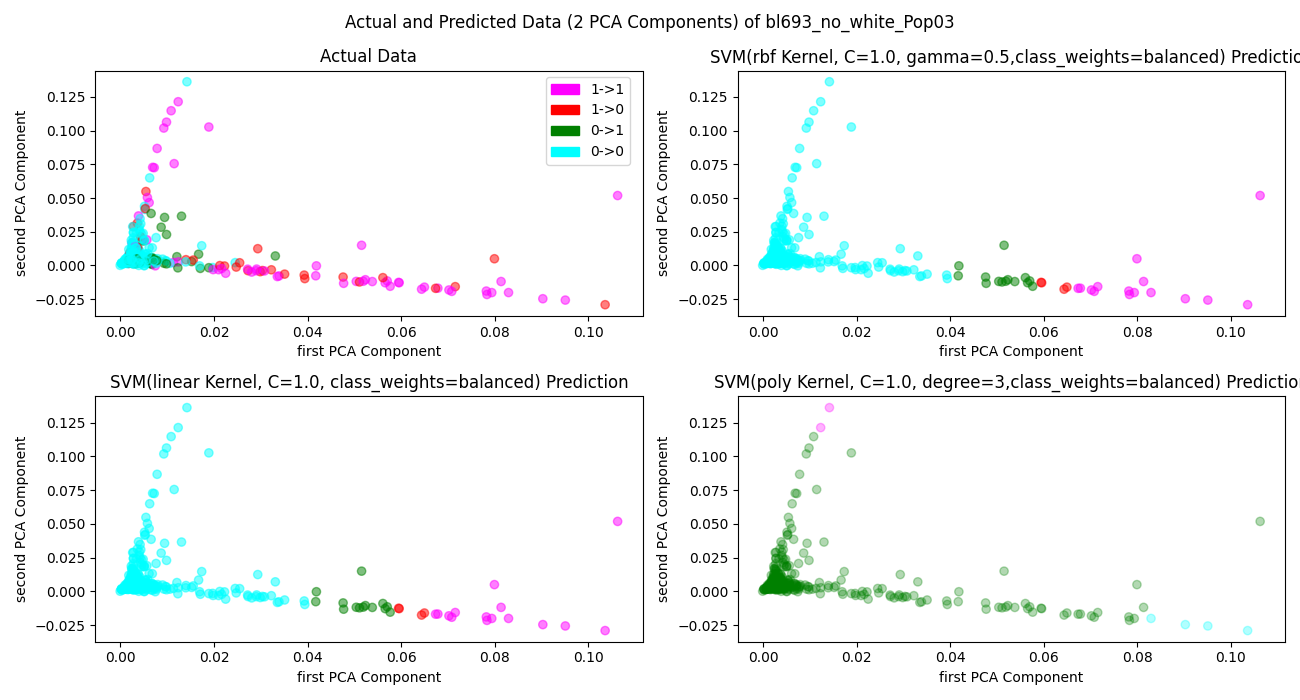 Actual and Predicted Data (2 PCA Components) of bl693_no_white_Pop03
Actual Data
0.125
0.100
0.075
0.050
0.025
0.000
−0.025
second PCA Component
1->1
1->0
0->1
0->0
0.00 0.02 0.04 0.06 0.08 0.10
first PCA Component
SVM(rbf Kernel, C=1.0, gamma=0.5,class_weights=balanced) Predictio
0.125
0.100
0.075
0.050
0.025
0.000
−0.025
second PCA Component
0.00 0.02 0.04 0.06 0.08 0.10
first PCA Component
SVM(linear Kernel, C=1.0, class_weights=balanced) Prediction
0.125
0.100
0.075
0.050
0.025
0.000
−0.025
second PCA Component
0.00 0.02 0.04 0.06 0.08 0.10
first PCA Component
SVM(poly Kernel, C=1.0, degree=3,class_weights=balanced) Prediction
0.125
0.100
0.075
0.050
0.025
0.000
−0.025
second PCA Component
0.00 0.02 0.04 0.06 0.08 0.10
first PCA Component